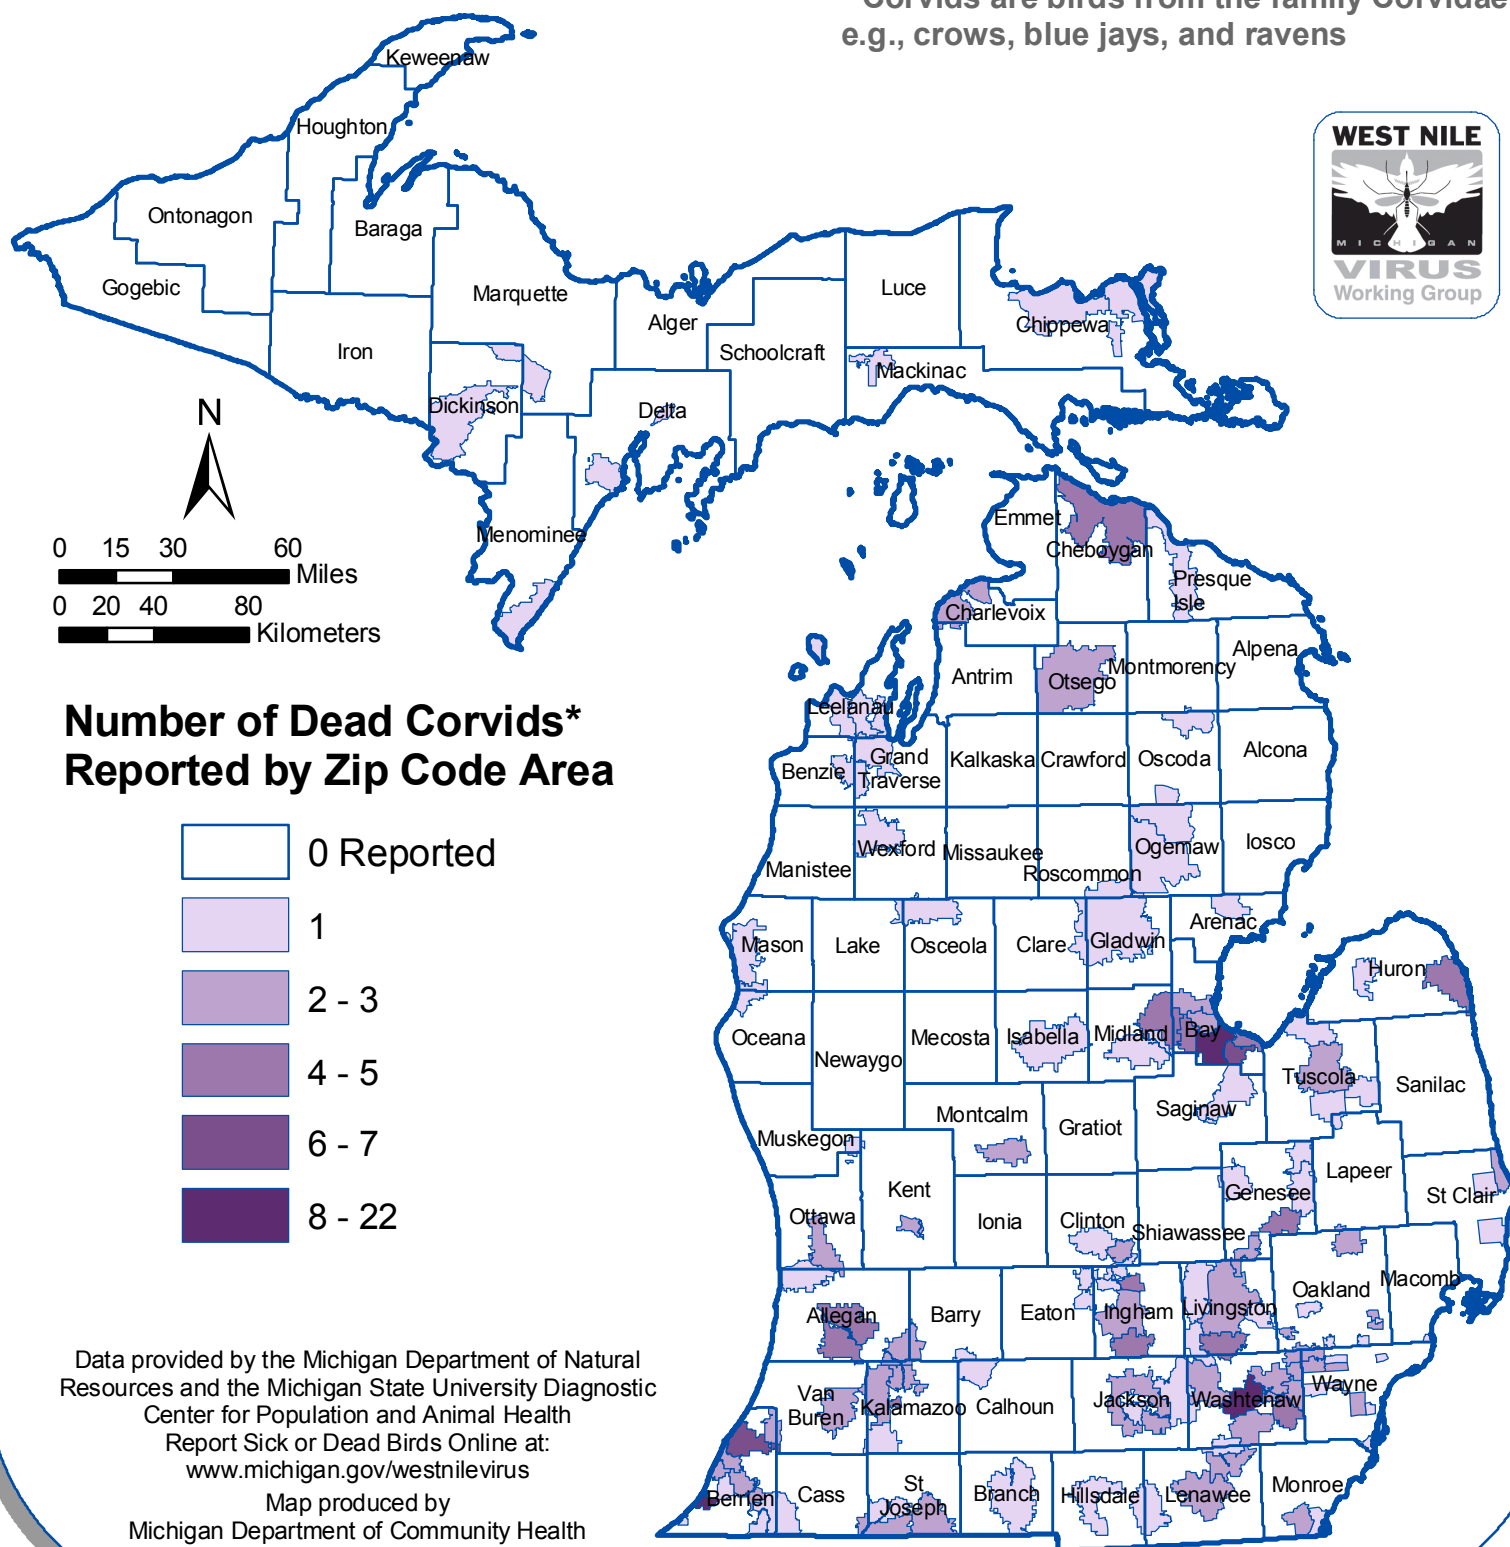 *Corvids are birds from the family Corvidae
e.g., crows, blue jays, and ravens
WEST NILE
MICHIGAN
VIRUS
Working Group
Keweenaw
Houghton
Ontonagon
Baraga
Gogebic
Marquette
Luce
Alger
Chippewa
Iron
Schoolcraft
Mackinac
Dickinson
Delta
N
Menominee
0 15 30 60
Miles
0 20 40 80
Kilometers
Emmet
Cheboygan
Presque
Isle
Charlevoix
Antrim
Otsego
Montmorency
Alpena
Leelanau
Number of Dead Corvids*
Reported by Zip Code Area
Benzie
Grand
Traverse
Kalkaska
Crawford
Oscoda
Alcona
0 Reported
1
2 - 3
4 - 5
6 - 7
8 - 22
Manistee
Wexford
Missaukee
Roscommon
Ogemaw
Iosco
Mason
Lake
Osceola
Clare
Gladwin
Arenac
Huron
Oceana
Newaygo
Mecosta
Isabella
Midland
Bay
Tuscola
Sanilac
Muskegon
Montcalm
Gratiot
Saginaw
Ottawa
Kent
Ionia
Clinton
Shiawassee
Genesee
Lapeer
St Clair
Allegan
Barry
Eaton
Ingham
Livingston
Oakland
Macomb
Van
Buren
Kalamazoo
Calhoun
Jackson
Washtenaw
Wayne
Berrien
Cass
St
Joseph
Branch
Hillsdale
Lenawee
Monroe
Data provided by the Michigan Department of Natural
Resources and the Michigan State University Diagnostic
Center for Population and Animal Health
Report Sick or Dead Birds Online at:
www.michigan.gov/westnilevirus
Map produced by
Michigan Department of Community Health